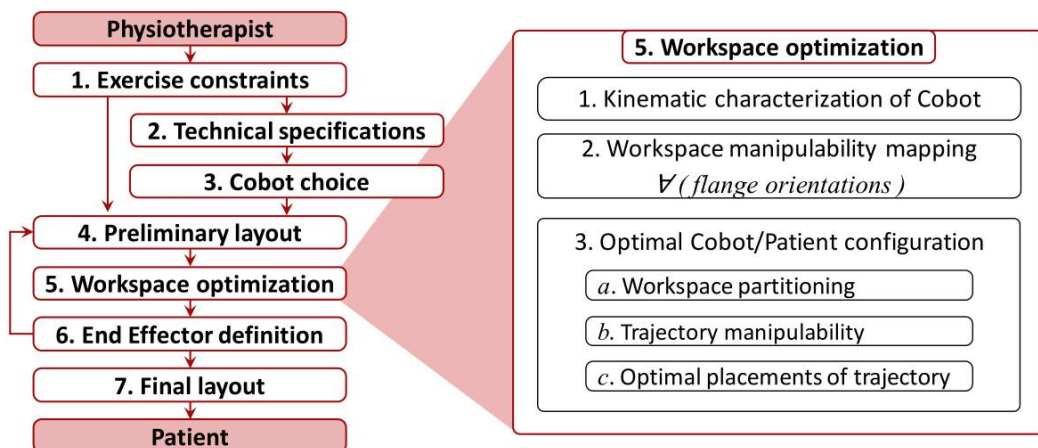 Physiotherapist
1. Exercise constraints
2. Technical specifications
3. Cobot choice
4. Preliminary layout
5. Workspace optimization
6. End Effector definition
7. Final layout
Patient
5. Workspace optimization
1. Kinematic characterization of Cobot
2. Workspace manipulability mapping
∀ ( flange orientations )
3. Optimal Cobot/Patient configuration
a. Workspace partitioning
b. Trajectory manipulability
c. Optimal placements of trajectory